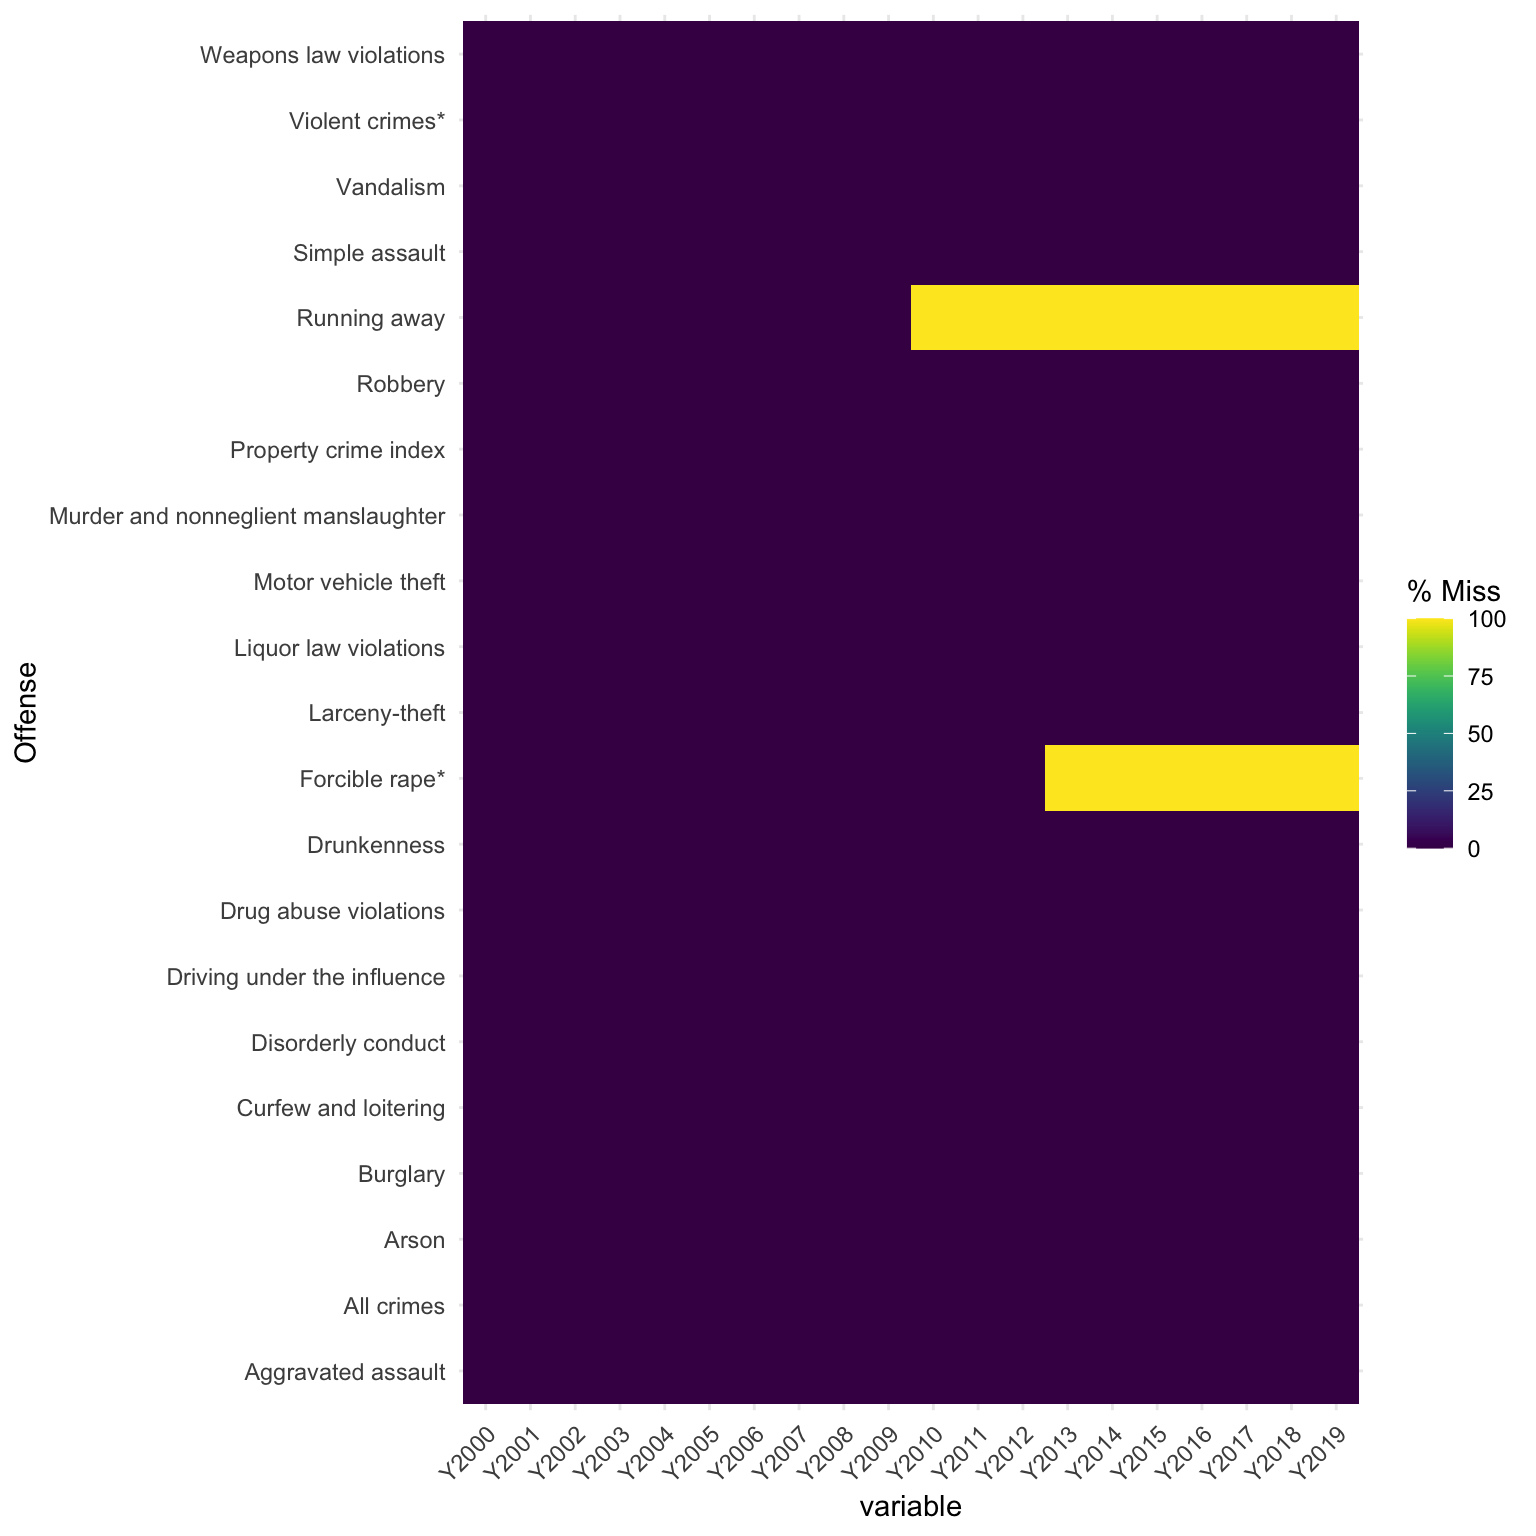 Weapons law violations
Violent crimes*
Vandalism
Simple assault
Running away
Robbery
Property crime index
Murder and nonneglient manslaughter
Motor vehicle theft
Liquor law violations
Larceny-theft
Forcible rape*
Drunkenness
Drug abuse violations
Driving under the influence
Disorderly conduct
Curfew and loitering
Burglary
Arson
All crimes
Aggravated assault
Offense
Y2000 Y2001 Y2002 Y2003 Y2004 Y2005 Y2006 Y2007 Y2008 Y2009 Y2010 Y2011 Y2012 Y2013 Y2014 Y2015 Y2016 Y2017 Y2018 Y2019
variable
% Miss
100
75
50
25
0